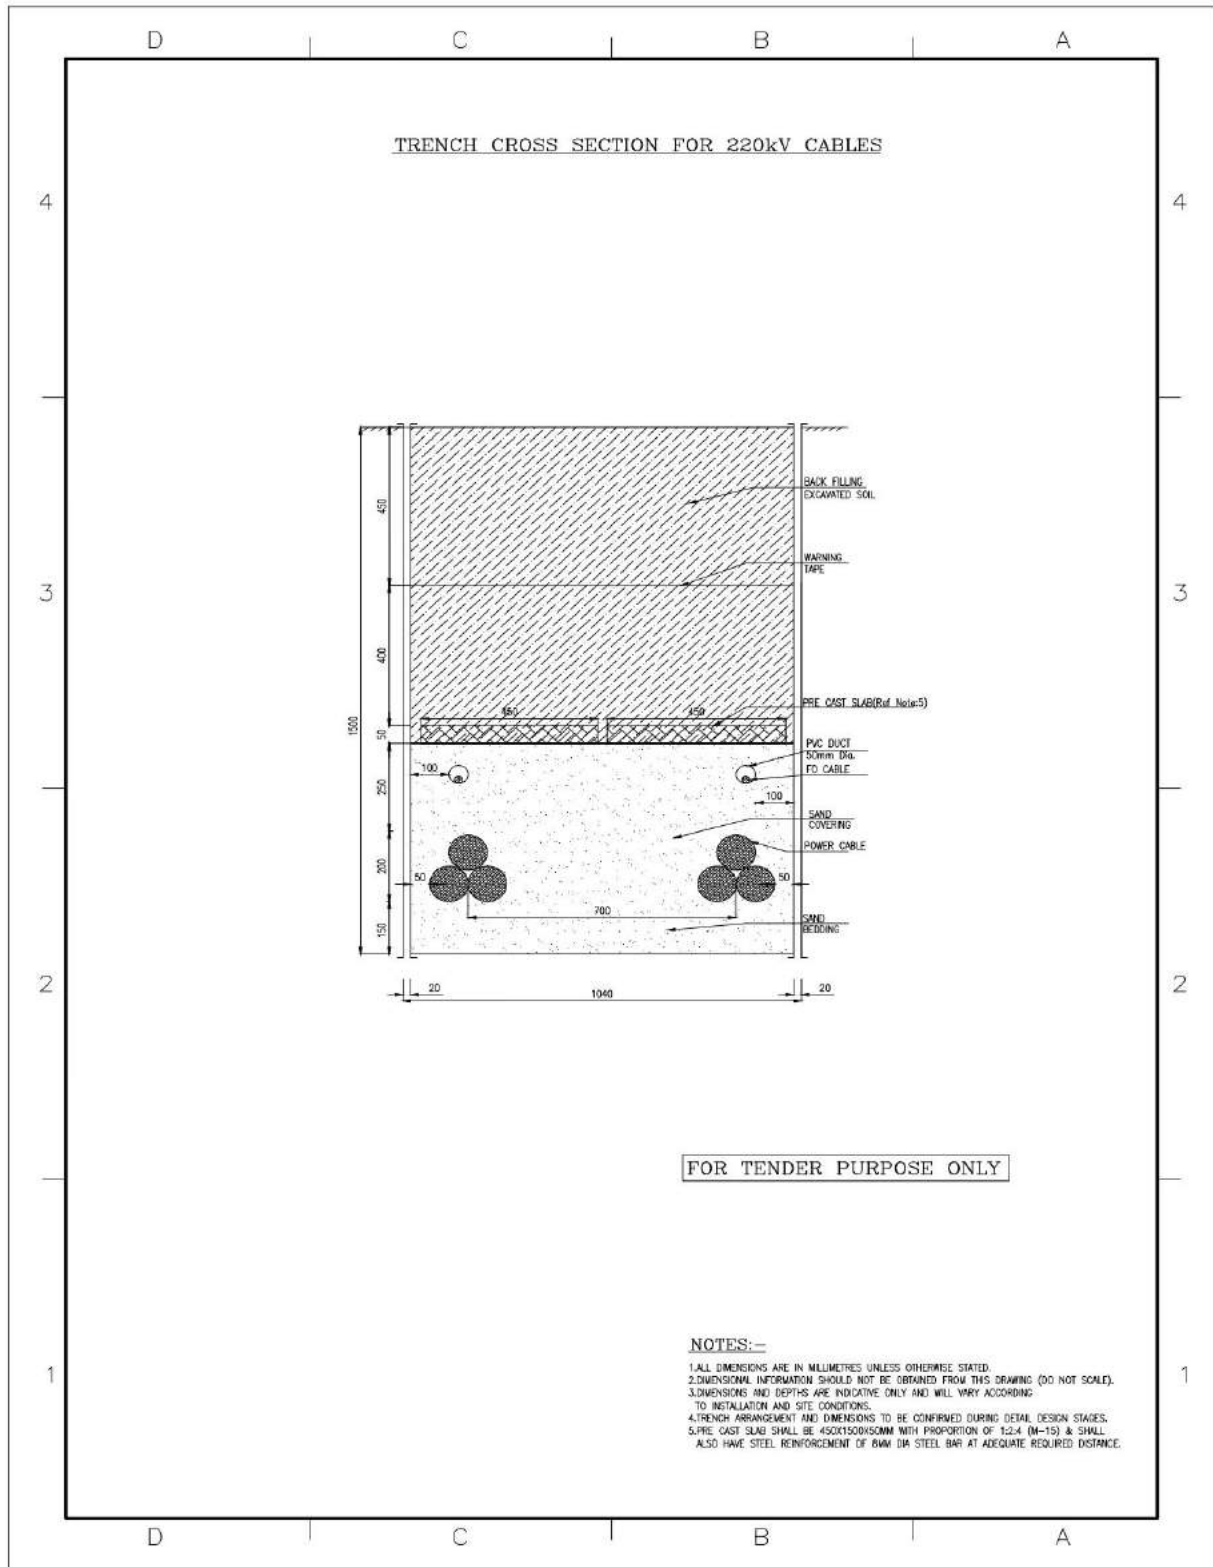 D C B A
TRENCH CROSS SECTION FOR 220kV CABLES
4 4
BACK FILLING
EXCAVATED SOIL
450
WARNING
TAPE
3 3
400
PRE CAST SLAB(Ref Note:5)
450 450
1500
50
PVC DUCT
50mm Dia.
FO CABLE
100
250
100
SAND
COVERING
POWER CABLE
200
50 50
700
SAND
BEDDING
150
2 2
20 1040 20
FOR TENDER PURPOSE ONLY
NOTES:-
1 1
1.ALL DIMENSIONS ARE IN MILLIMETRES UNLESS OTHERWISE STATED.
2.DIMENSIONAL INFORMATION SHOULD NOT BE OBTAINED FROM THIS DRAWING (DO NOT SCALE).
3.DIMENSIONS AND DEPTHS ARE INDICATIVE ONLY AND WILL VARY ACCORDING
TO INSTALLATION AND SITE CONDITIONS.
4.TRENCH ARRANGEMENT AND DIMENSIONS TO BE CONFIRMED DURING DETAIL DESIGN STAGES.
5.PRE CAST SLAB SHALL BE 450X1500X50MM WITH PROPORTION OF 1:2:4 (M-15) & SHALL
ALSO HAVE STEEL REINFORCEMENT OF DIA STEEL BAR AT ADEQUATE REQUIRED DISTANCE.
D C B A